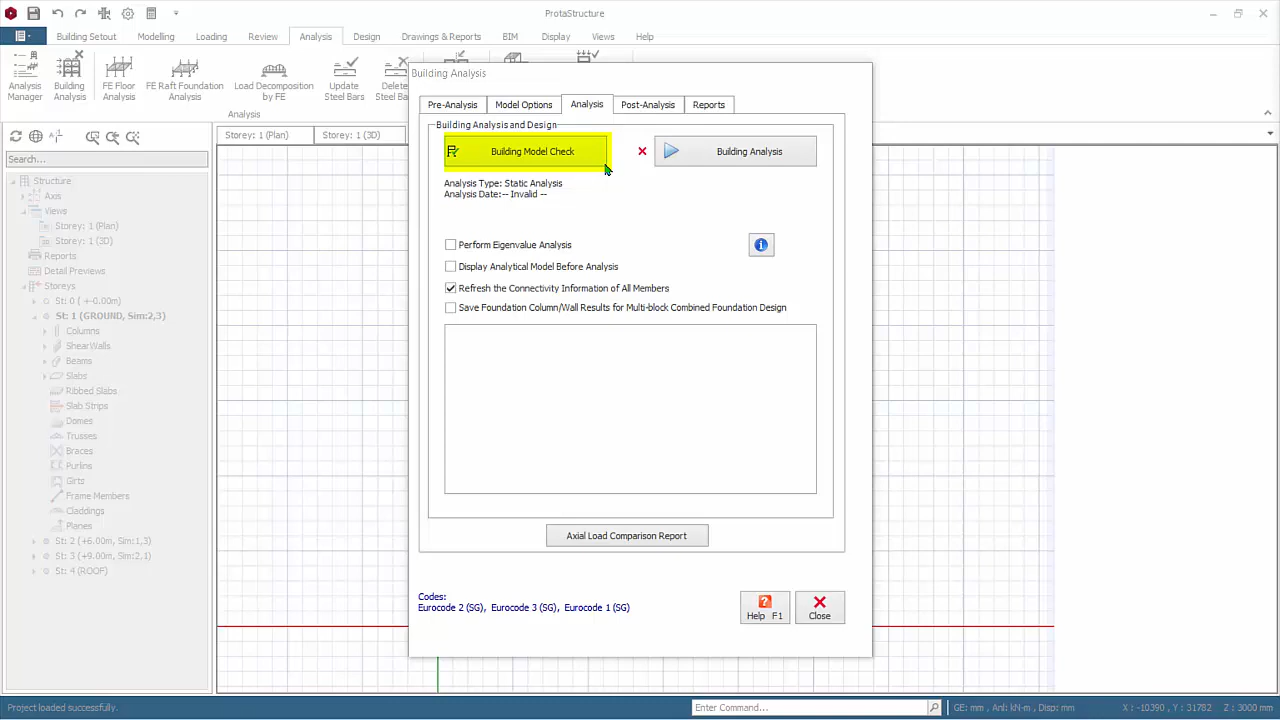 ProtaStructure
Building Setout
Modelling
Loading
Review
Analysis
Design
Drawings & Reports
BIM
Display
Views
Help
Analysis Manager
Building Analysis
FE Floor Analysis
FE Raft Foundation Analysis
Load Decomposition by FE
Update Steel Bars
Delete Steel Ba
Analysis
Storey: 1 (Plan)
Storey: 1 (3D)
Search...
Structure
Axis
Views
Storey: 1 (Plan)
Storey: 1 (3D)
Reports
Detail Previews
Storeys
St: 0 ( +-0.00m)
St: 1 (GROUND, Sim:2,3)
Columns
ShearWalls
Beams
Slabs
Ribbed Slabs
Slab Strips
Domes
Trusses
Braces
Purlins
Girts
Frame Members
Claddings
Planes
St: 2 (+6.00m, Sim:1,3)
St: 3 (+9.00m, Sim:2,1)
St: 4 (ROOF)
Building Analysis
Pre-Analysis
Model Options
Analysis
Post-Analysis
Reports
Building Analysis and Design
Building Model Check
Building Analysis
Analysis Type: Static Analysis
Analysis Date:-- Invalid --
Perform Eigenvalue Analysis
Display Analytical Model Before Analysis
Refresh the Connectivity Information of All Members
Save Foundation Column/Wall Results for Multi-block Combined Foundation Design
Axial Load Comparison Report
Codes:
Eurocode 2 (SG), Eurocode 3 (SG), Eurocode 1 (SG)
Help F1
Close
Project loaded successfully.
Enter Command...
GE: mm , Anl: kN-m , Disp: mm
X : -10390 , Y : 31782
Z : 3000 mm